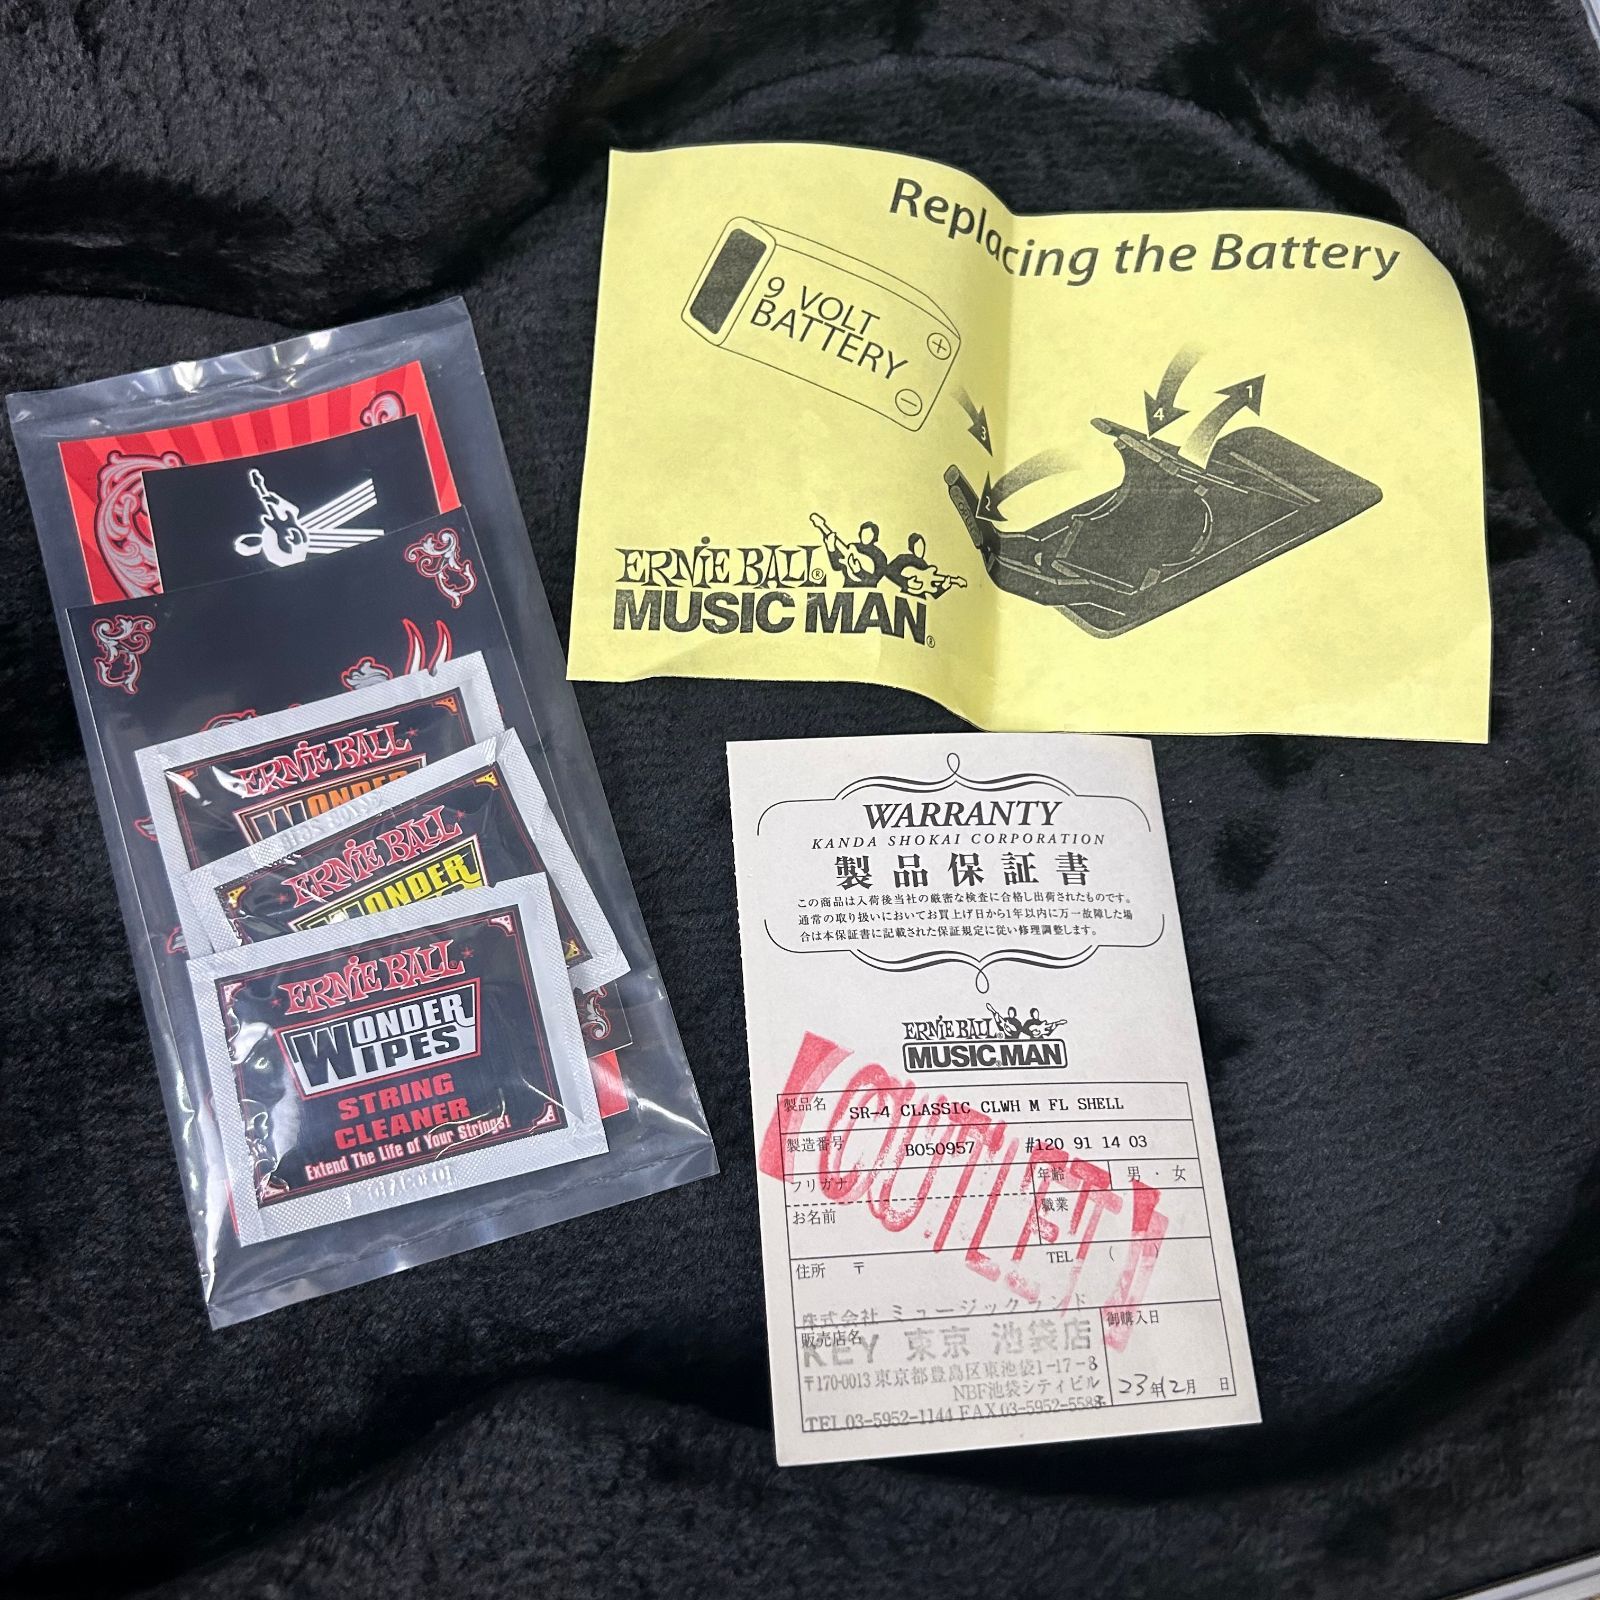 Replacing the Battery
9 VOLT
BATTERY
+
−
1
2
3
4
ERNIE BALL®
MUSIC MAN®
ERNIE BALL
WONDER
ERNIE BALL
WONDER
ERNIE BALL
WONDER
WIPES
STRING
CLEANER
Extend The Life of Your Strings!
WARRANTY
KANDA SHOKAI CORPORATION
製品保証書
この商品は入荷後当社の厳密な検査に合格し出荷されたものです。
通常の取り扱いにおいてお買上げ日から1年以内に万一故障した場
合は本保証書に記載された保証規定に従い修理調整します。
ERNIE BALL
MUSIC MAN
OUTLET
製品名 SR-4 CLASSIC CLWH M FL SHELL
製造番号 B050957 #120 91 14 03
フリガナ 年齢 男・女
お名前 職業
住所 〒 TEL ( )
株式会社 ミュージックランド
販売店名 御購入日
KEY 東京 池袋店
〒170-0013 東京都豊島区東池袋1-17-8
NBF池袋シティビル 23年12月 日
TEL.03-5952-1144 FAX.03-5952-5588